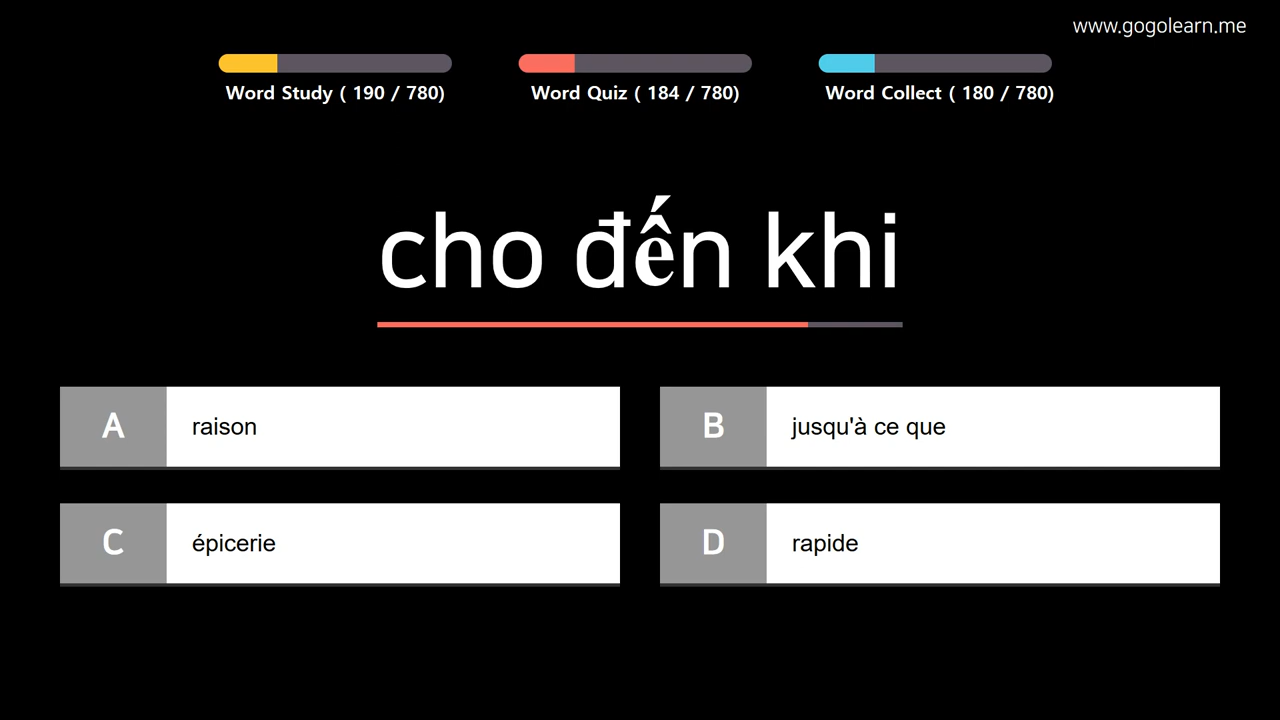 www.gogolearn.me
Word Study ( 190 / 780)
Word Quiz ( 184 / 780)
Word Collect ( 180 / 780)
cho đến khi
A
raison
B
jusqu'à ce que
C
épicerie
D
rapide